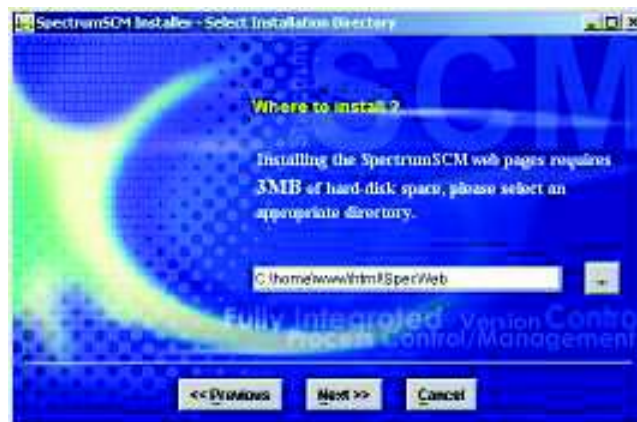 SpectrumSCM Installer - Select Installation Directory
SCM
Where to install ?
Installing the SpectrumSCM web pages requires
3MB of hard-disk space, please select an
appropriate directory.
C:\home\www\html\SpecWeb
...
Fully Integrated Version Contro
Process Control/Management
<< Previous
Next >>
Cancel